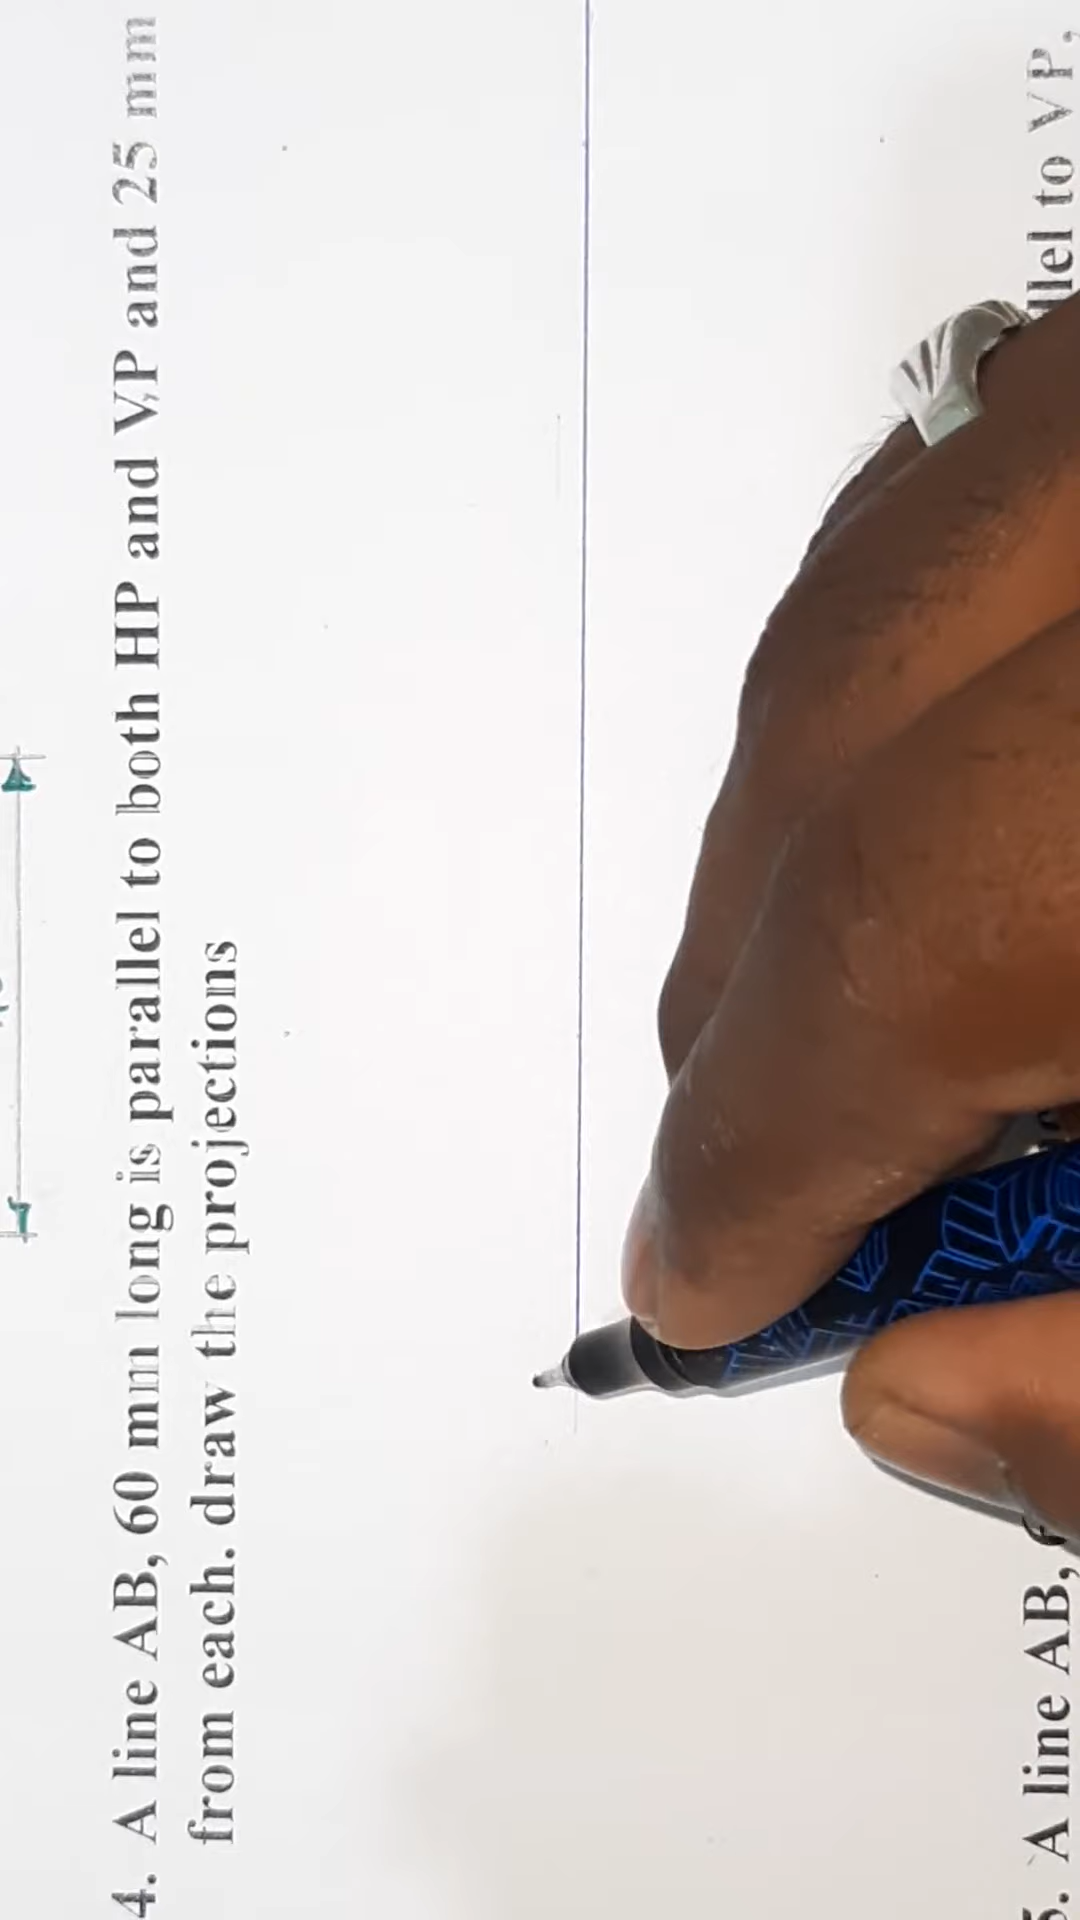 4. A line AB, 60 mm long is parallel to both HP and VP and 25 mm
from each. draw the projections
5. A line AB, llel to VP,